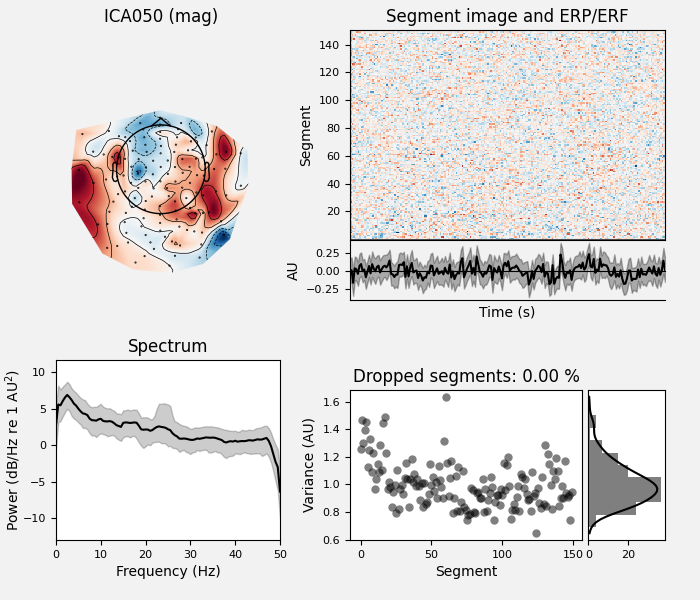 ICA050 (mag)
Segment image and ERP/ERF
Segment
140
120
100
80
60
40
20
AU
0.25
0.00
−0.25
Time (s)
Spectrum
Power (dB/Hz re 1 AU²)
10
5
0
−5
−10
0 10 20 30 40 50
Frequency (Hz)
Dropped segments: 0.00 %
Variance (AU)
1.6
1.4
1.2
1.0
0.8
0.6
0 50 100 150
Segment
0 20